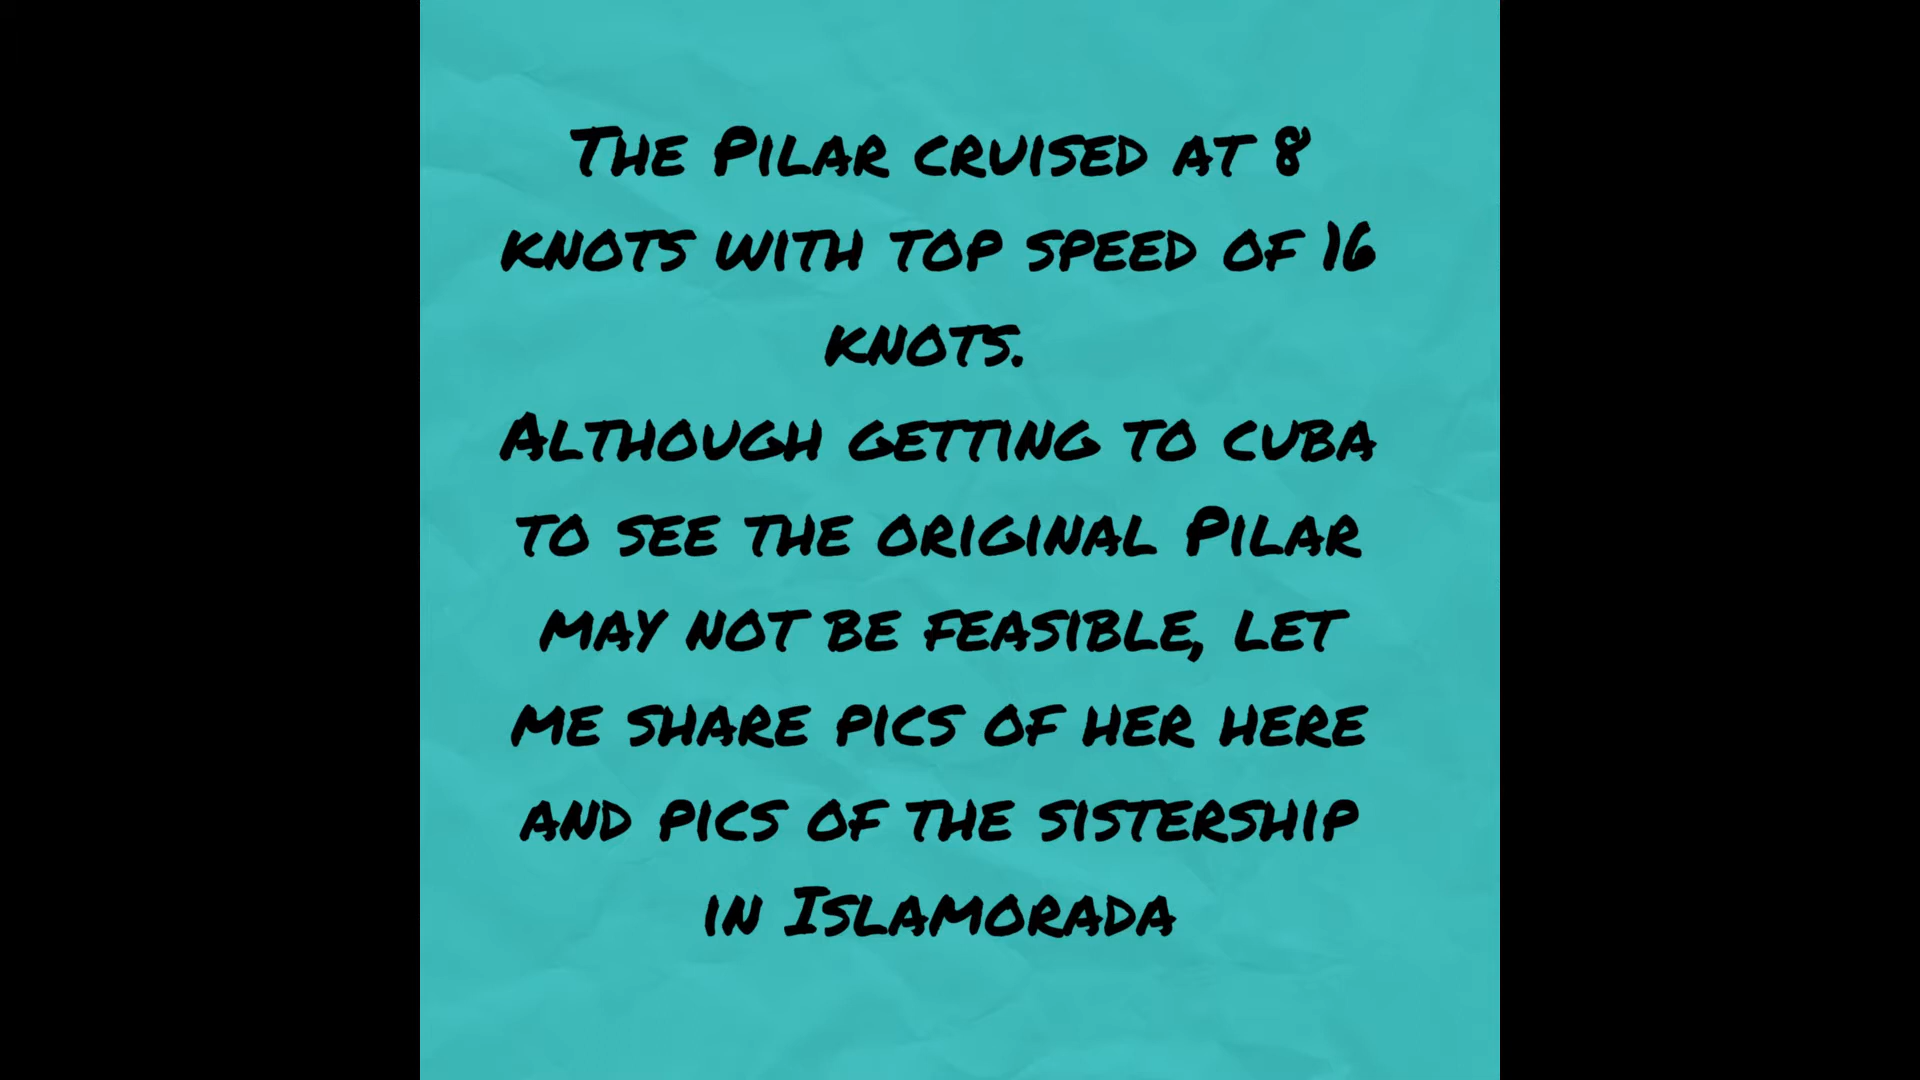 The Pilar cruised at 8
knots with top speed of 16
knots.
Although getting to cuba
to see the original Pilar
may not be feasible, let
me share pics of her here
and pics of the sistership
in Islamorada